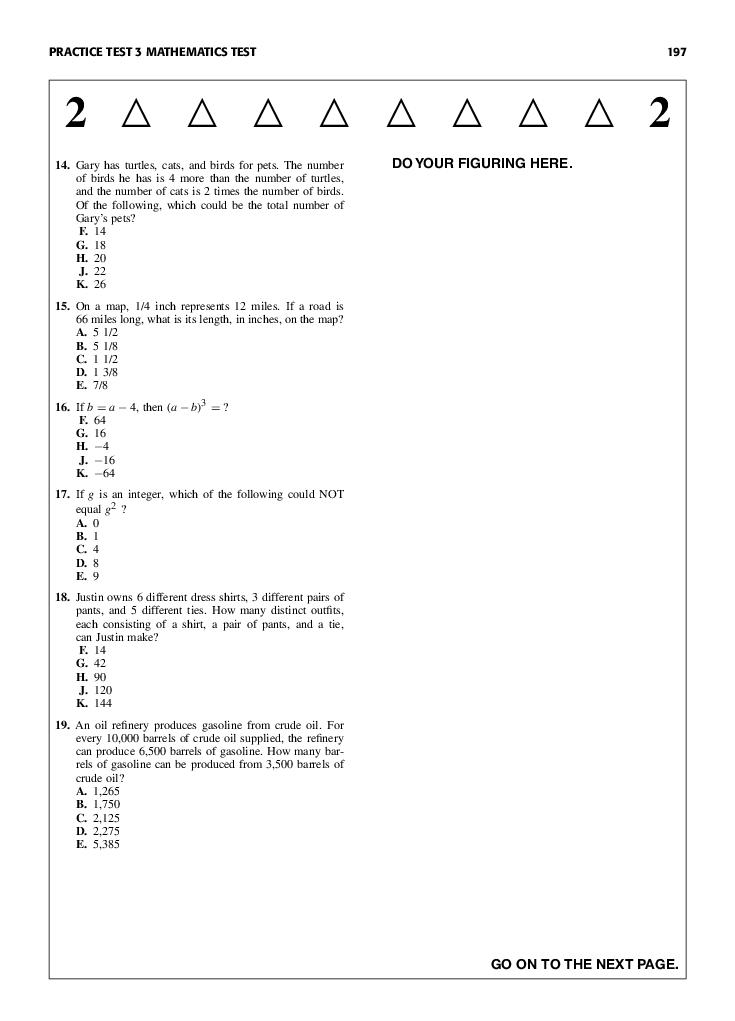 PRACTICE TEST 3 MATHEMATICS TEST 197
2 △ △ △ △ △ △ △ △ 2
14. Gary has turtles, cats, and birds for pets. The number
of birds he has is 4 more than the number of turtles,
and the number of cats is 2 times the number of birds.
Of the following, which could be the total number of
Gary's pets?
F. 14
G. 18
H. 20
J. 22
K. 26
15. On a map, 1/4 inch represents 12 miles. If a road is
66 miles long, what is its length, in inches, on the map?
A. 5 1/2
B. 5 1/8
C. 1 1/2
D. 1 3/8
E. 7/8
16. If b = a − 4, then (a − b)³ = ?
F. 64
G. 16
H. −4
J. −16
K. −64
17. If g is an integer, which of the following could NOT
equal g² ?
A. 0
B. 1
C. 4
D. 8
E. 9
18. Justin owns 6 different dress shirts, 3 different pairs of
pants, and 5 different ties. How many distinct outfits,
each consisting of a shirt, a pair of pants, and a tie,
can Justin make?
F. 14
G. 42
H. 90
J. 120
K. 144
19. An oil refinery produces gasoline from crude oil. For
every 10,000 barrels of crude oil supplied, the refinery
can produce 6,500 barrels of gasoline. How many bar-
rels of gasoline can be produced from 3,500 barrels of
crude oil?
A. 1,265
B. 1,750
C. 2,125
D. 2,275
E. 5,385
DO YOUR FIGURING HERE.
GO ON TO THE NEXT PAGE.